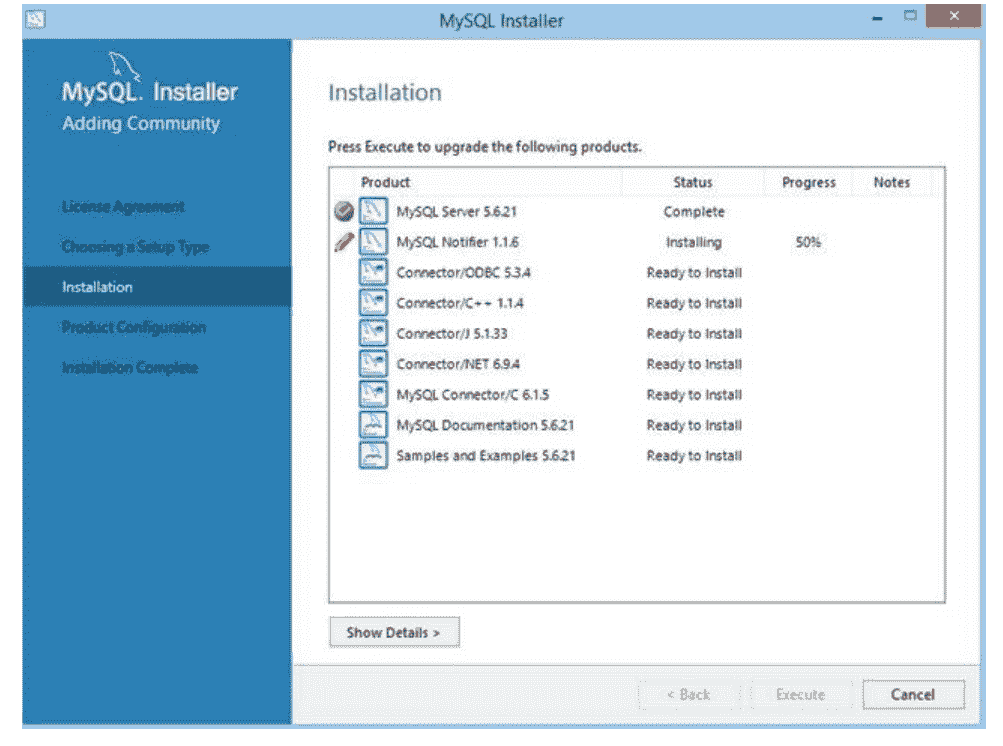 MySQL Installer
MySQL. Installer
Adding Community
License Agreement
Choosing a Setup Type
Installation
Product Configuration
Installation Complete
Installation
Press Execute to upgrade the following products.
Product Status Progress Notes
MySQL Server 5.6.21 Complete
MySQL Notifier 1.1.6 Installing 50%
Connector/ODBC 5.3.4 Ready to Install
Connector/C++ 1.1.4 Ready to Install
Connector/J 5.1.33 Ready to Install
Connector/NET 6.9.4 Ready to Install
MySQL Connector/C 6.1.5 Ready to Install
MySQL Documentation 5.6.21 Ready to Install
Samples and Examples 5.6.21 Ready to Install
Show Details >
< Back Execute Cancel